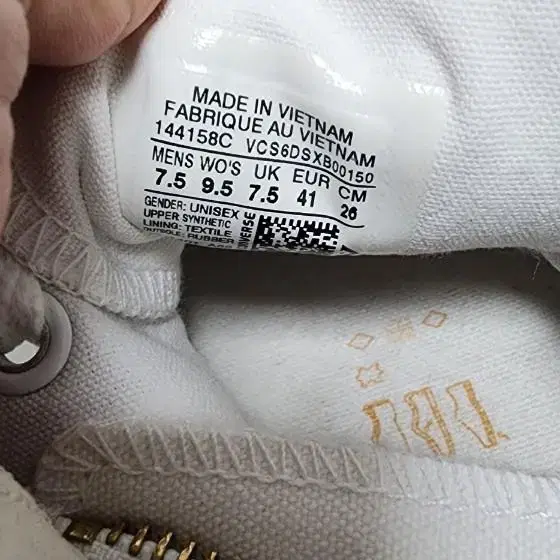 MADE IN VIETNAM
FABRIQUE AU VIETNAM
144158C VCS6DSXB00150
MENS WO'S UK EUR CM
7.5 9.5 7.5 41 26
GENDER: UNISEX
UPPER SYNTHETIC
LINING: TEXTILE
OUTSOLE: RUBBER